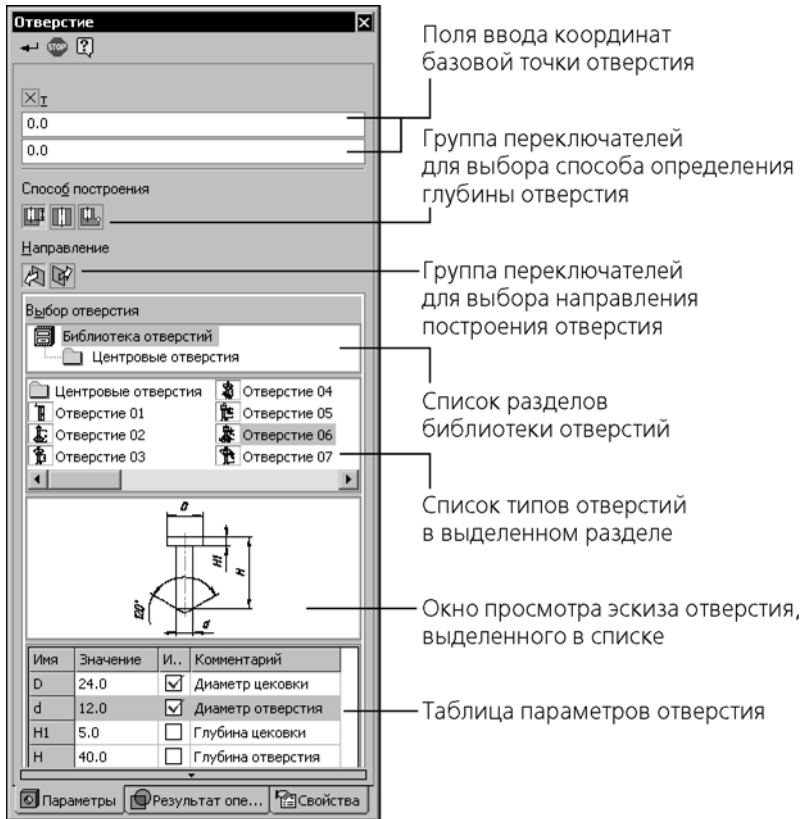 Отверстие
STOP
?
т
0.0
0.0
Способ построения
Направление
Выбор отверстия
Библиотека отверстий
Центровые отверстия
Центровые отверстия
Отверстие 04
Отверстие 01
Отверстие 05
Отверстие 02
Отверстие 06
Отверстие 03
Отверстие 07
D
H1
H
120°
d
Имя Значение И.. Комментарий
D 24.0 Диаметр цековки
d 12.0 Диаметр отверстия
H1 5.0 Глубина цековки
H 40.0 Глубина отверстия
Параметры
Результат опе...
Свойства
Поля ввода координат
базовой точки отверстия
Группа переключателей
для выбора способа определения
глубины отверстия
Группа переключателей
для выбора направления
построения отверстия
Список разделов
библиотеки отверстий
Список типов отверстий
в выделенном разделе
Окно просмотра эскиза отверстия,
выделенного в списке
Таблица параметров отверстия